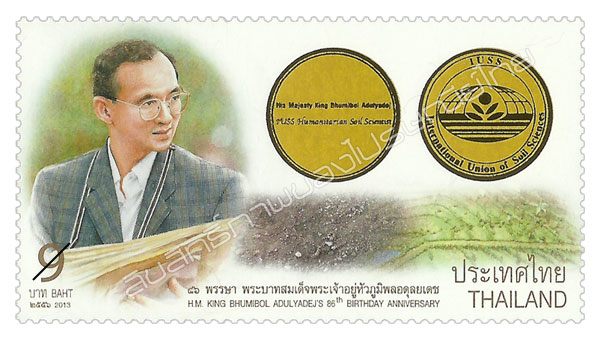 His Majesty King Bhumibol Adulyadej
IUSS Humanitarian Soil Scientist
IUSS
International Union of Soil Sciences
9
บาท BAHT
๒๕๕๖ 2013
๘๖ พรรษา พระบาทสมเด็จพระเจ้าอยู่หัวภูมิพลอดุลยเดช
H.M. KING BHUMIBOL ADULYADEJ'S 86th BIRTHDAY ANNIVERSARY
ประเทศไทย
THAILAND